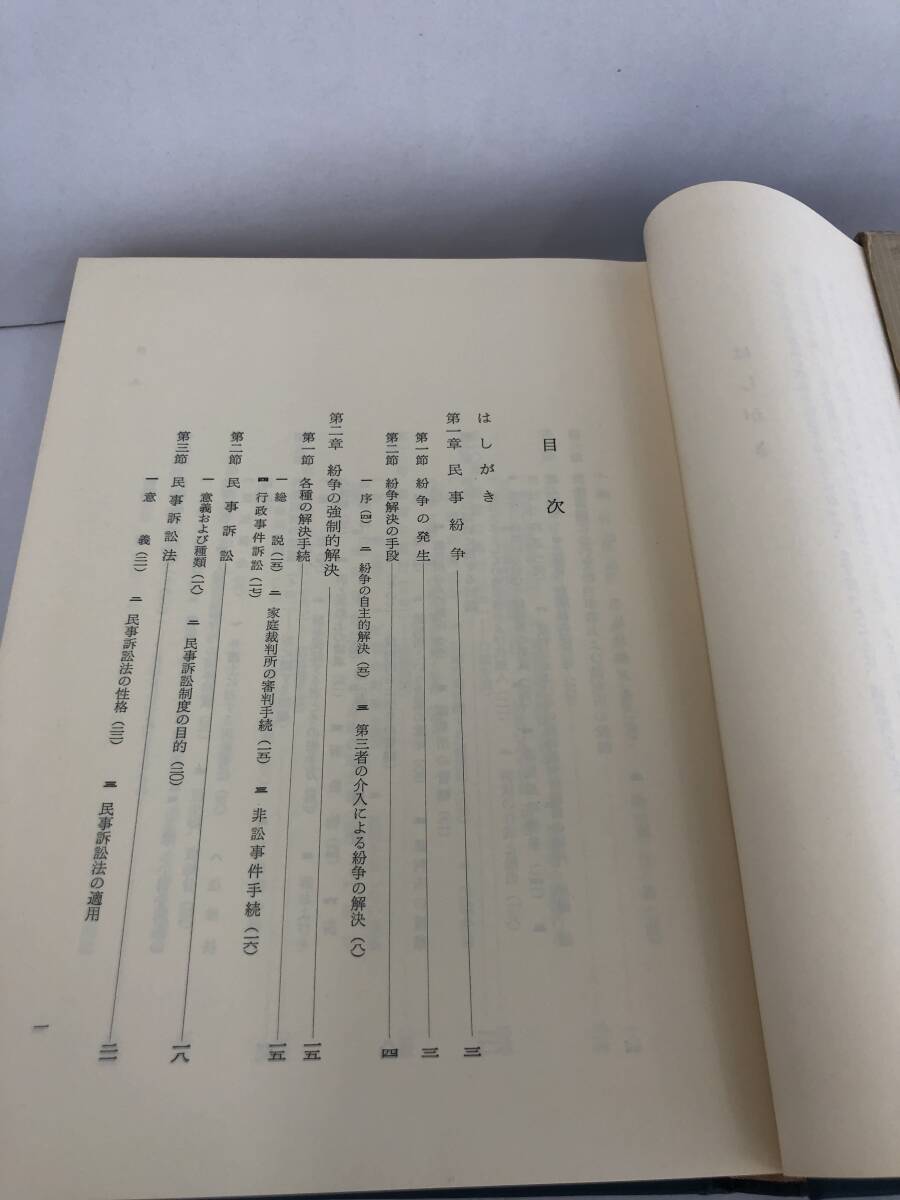 目次
はしがき
第一章 民事紛争 三
第一節 紛争の発生 三
第二節 紛争解決の手段 四
一 序(四) 二 紛争の自主的解決(五) 三 第三者の介入による紛争の解決(八)
第二章 紛争の強制的解決 一五
第一節 各種の解決手続 一五
一 総説(一五) 二 家庭裁判所の審判手続(一五) 三 非訟事件手続(一六)
四 行政事件訴訟(一七)
第二節 民事訴訟 一八
一 意義および種類(一八) 二 民事訴訟制度の目的(二〇)
第三節 民事訴訟法 二一
一 意義(二一) 二 民事訴訟法の性格(二二) 三 民事訴訟法の適用
一
はしがき